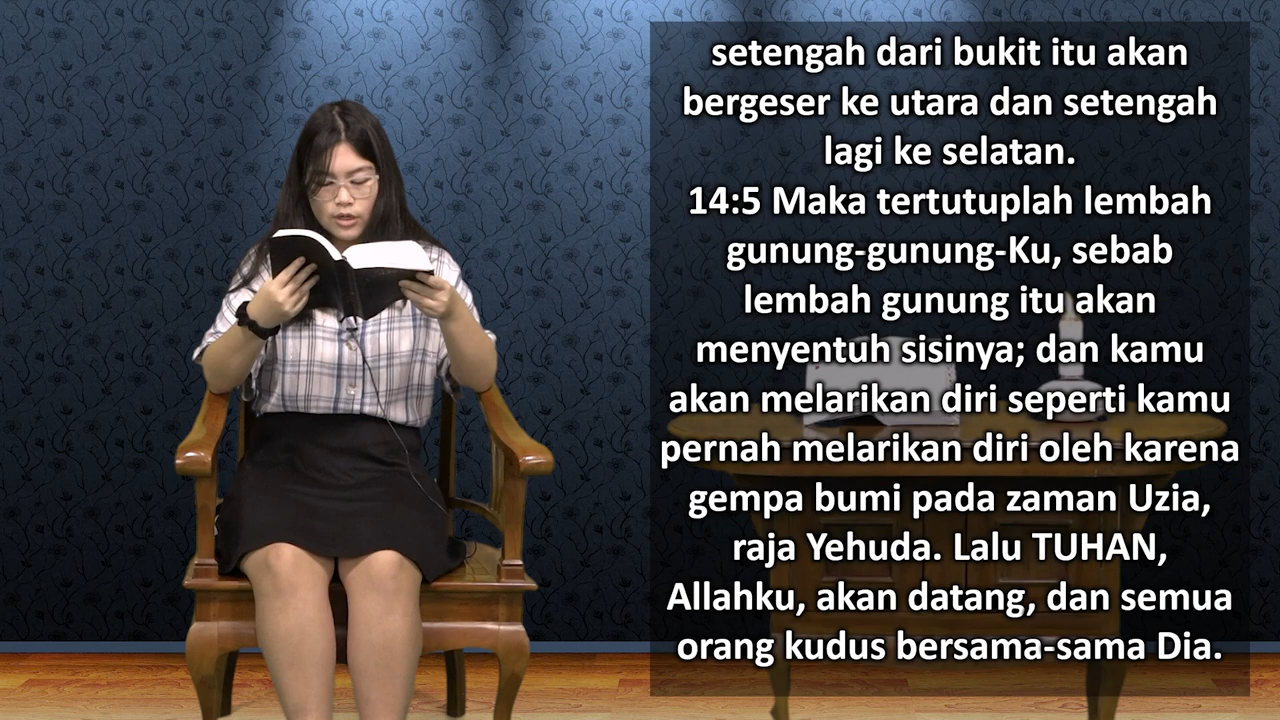 setengah dari bukit itu akan
bergeser ke utara dan setengah
lagi ke selatan.
14:5 Maka tertutuplah lembah
gunung-gunung-Ku, sebab
lembah gunung itu akan
menyentuh sisinya; dan kamu
akan melarikan diri seperti kamu
pernah melarikan diri oleh karena
gempa bumi pada zaman Uzia,
raja Yehuda. Lalu TUHAN,
Allahku, akan datang, dan semua
orang kudus bersama-sama Dia.